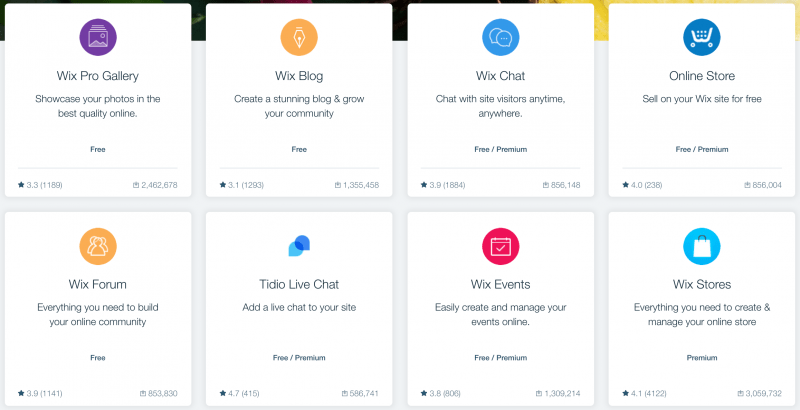 Wix Pro Gallery
Showcase your photos in the
best quality online.
Free
3.3 (1189) 2,462,678
Wix Blog
Create a stunning blog & grow
your community
Free
3.1 (1293) 1,355,458
Wix Chat
Chat with site visitors anytime,
anywhere.
Free / Premium
3.9 (1884) 856,148
Online Store
Sell on your Wix site for free
Free / Premium
4.0 (238) 856,004
Wix Forum
Everything you need to build
your online community
Free
3.9 (1141) 853,830
Tidio Live Chat
Add a live chat to your site
Free / Premium
4.7 (415) 586,741
Wix Events
Easily create and manage your
events online.
Free / Premium
3.8 (806) 1,309,214
Wix Stores
Everything you need to create &
manage your online store
Premium
4.1 (4122) 3,059,732